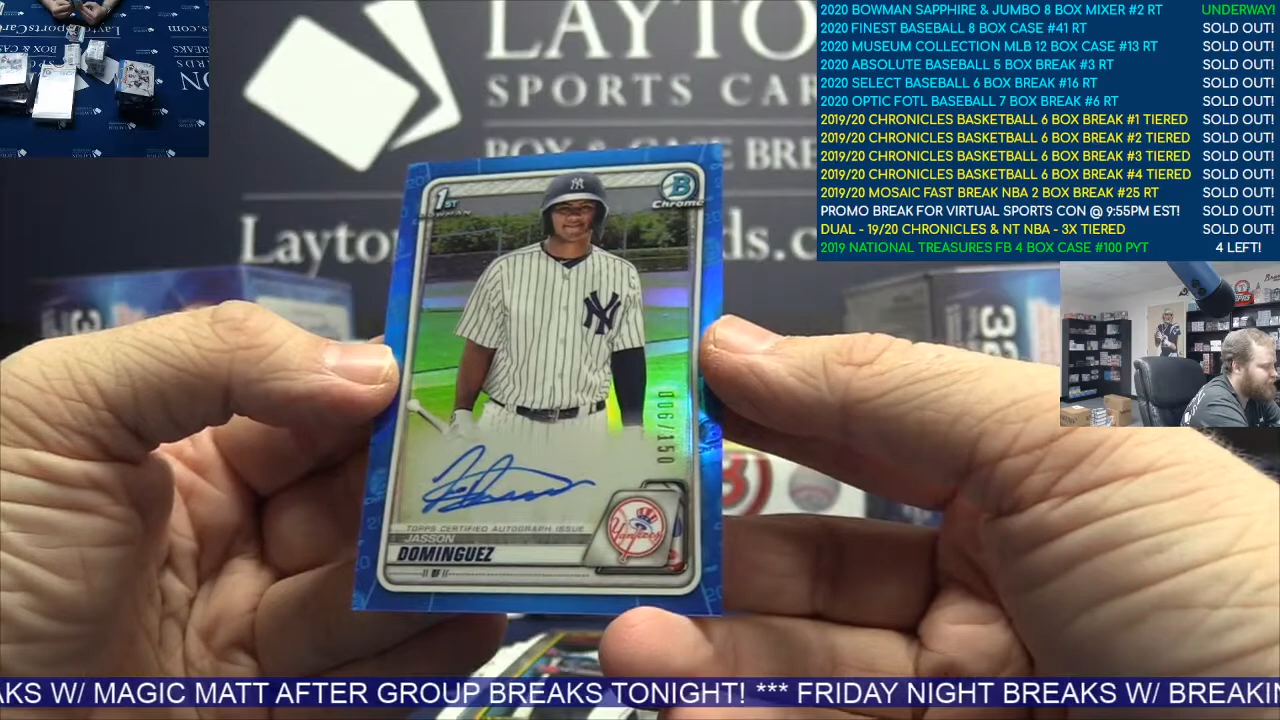 2020 BOWMAN SAPPHIRE & JUMBO 8 BOX MIXER #2 RT UNDERWAY!
2020 FINEST BASEBALL 8 BOX CASE #41 RT SOLD OUT!
2020 MUSEUM COLLECTION MLB 12 BOX CASE #13 RT SOLD OUT!
2020 ABSOLUTE BASEBALL 5 BOX BREAK #3 RT SOLD OUT!
2020 SELECT BASEBALL 6 BOX BREAK #16 RT SOLD OUT!
2020 OPTIC FOTL BASEBALL 7 BOX BREAK #6 RT SOLD OUT!
2019/20 CHRONICLES BASKETBALL 6 BOX BREAK #1 TIERED SOLD OUT!
2019/20 CHRONICLES BASKETBALL 6 BOX BREAK #2 TIERED SOLD OUT!
2019/20 CHRONICLES BASKETBALL 6 BOX BREAK #3 TIERED SOLD OUT!
2019/20 CHRONICLES BASKETBALL 6 BOX BREAK #4 TIERED SOLD OUT!
2019/20 MOSAIC FAST BREAK NBA 2 BOX BREAK #25 RT SOLD OUT!
PROMO BREAK FOR VIRTUAL SPORTS CON @ 9:55PM EST! SOLD OUT!
DUAL - 19/20 CHRONICLES & NT NBA - 3X TIERED SOLD OUT!
2019 NATIONAL TREASURES FB 4 BOX CASE #100 PYT 4 LEFT!
LAYTO
SPORTS CAR
BOX & CASE BRE
Layto ds.c
1ST
BOWMAN
B
Chrome
NY
006/150
TOPPS CERTIFIED AUTOGRAPH ISSUE
JASSON
DOMINGUEZ
Yankees
AKS W/ MAGIC MATT AFTER GROUP BREAKS TONIGHT! *** FRIDAY NIGHT BREAKS W/ BREAKIN